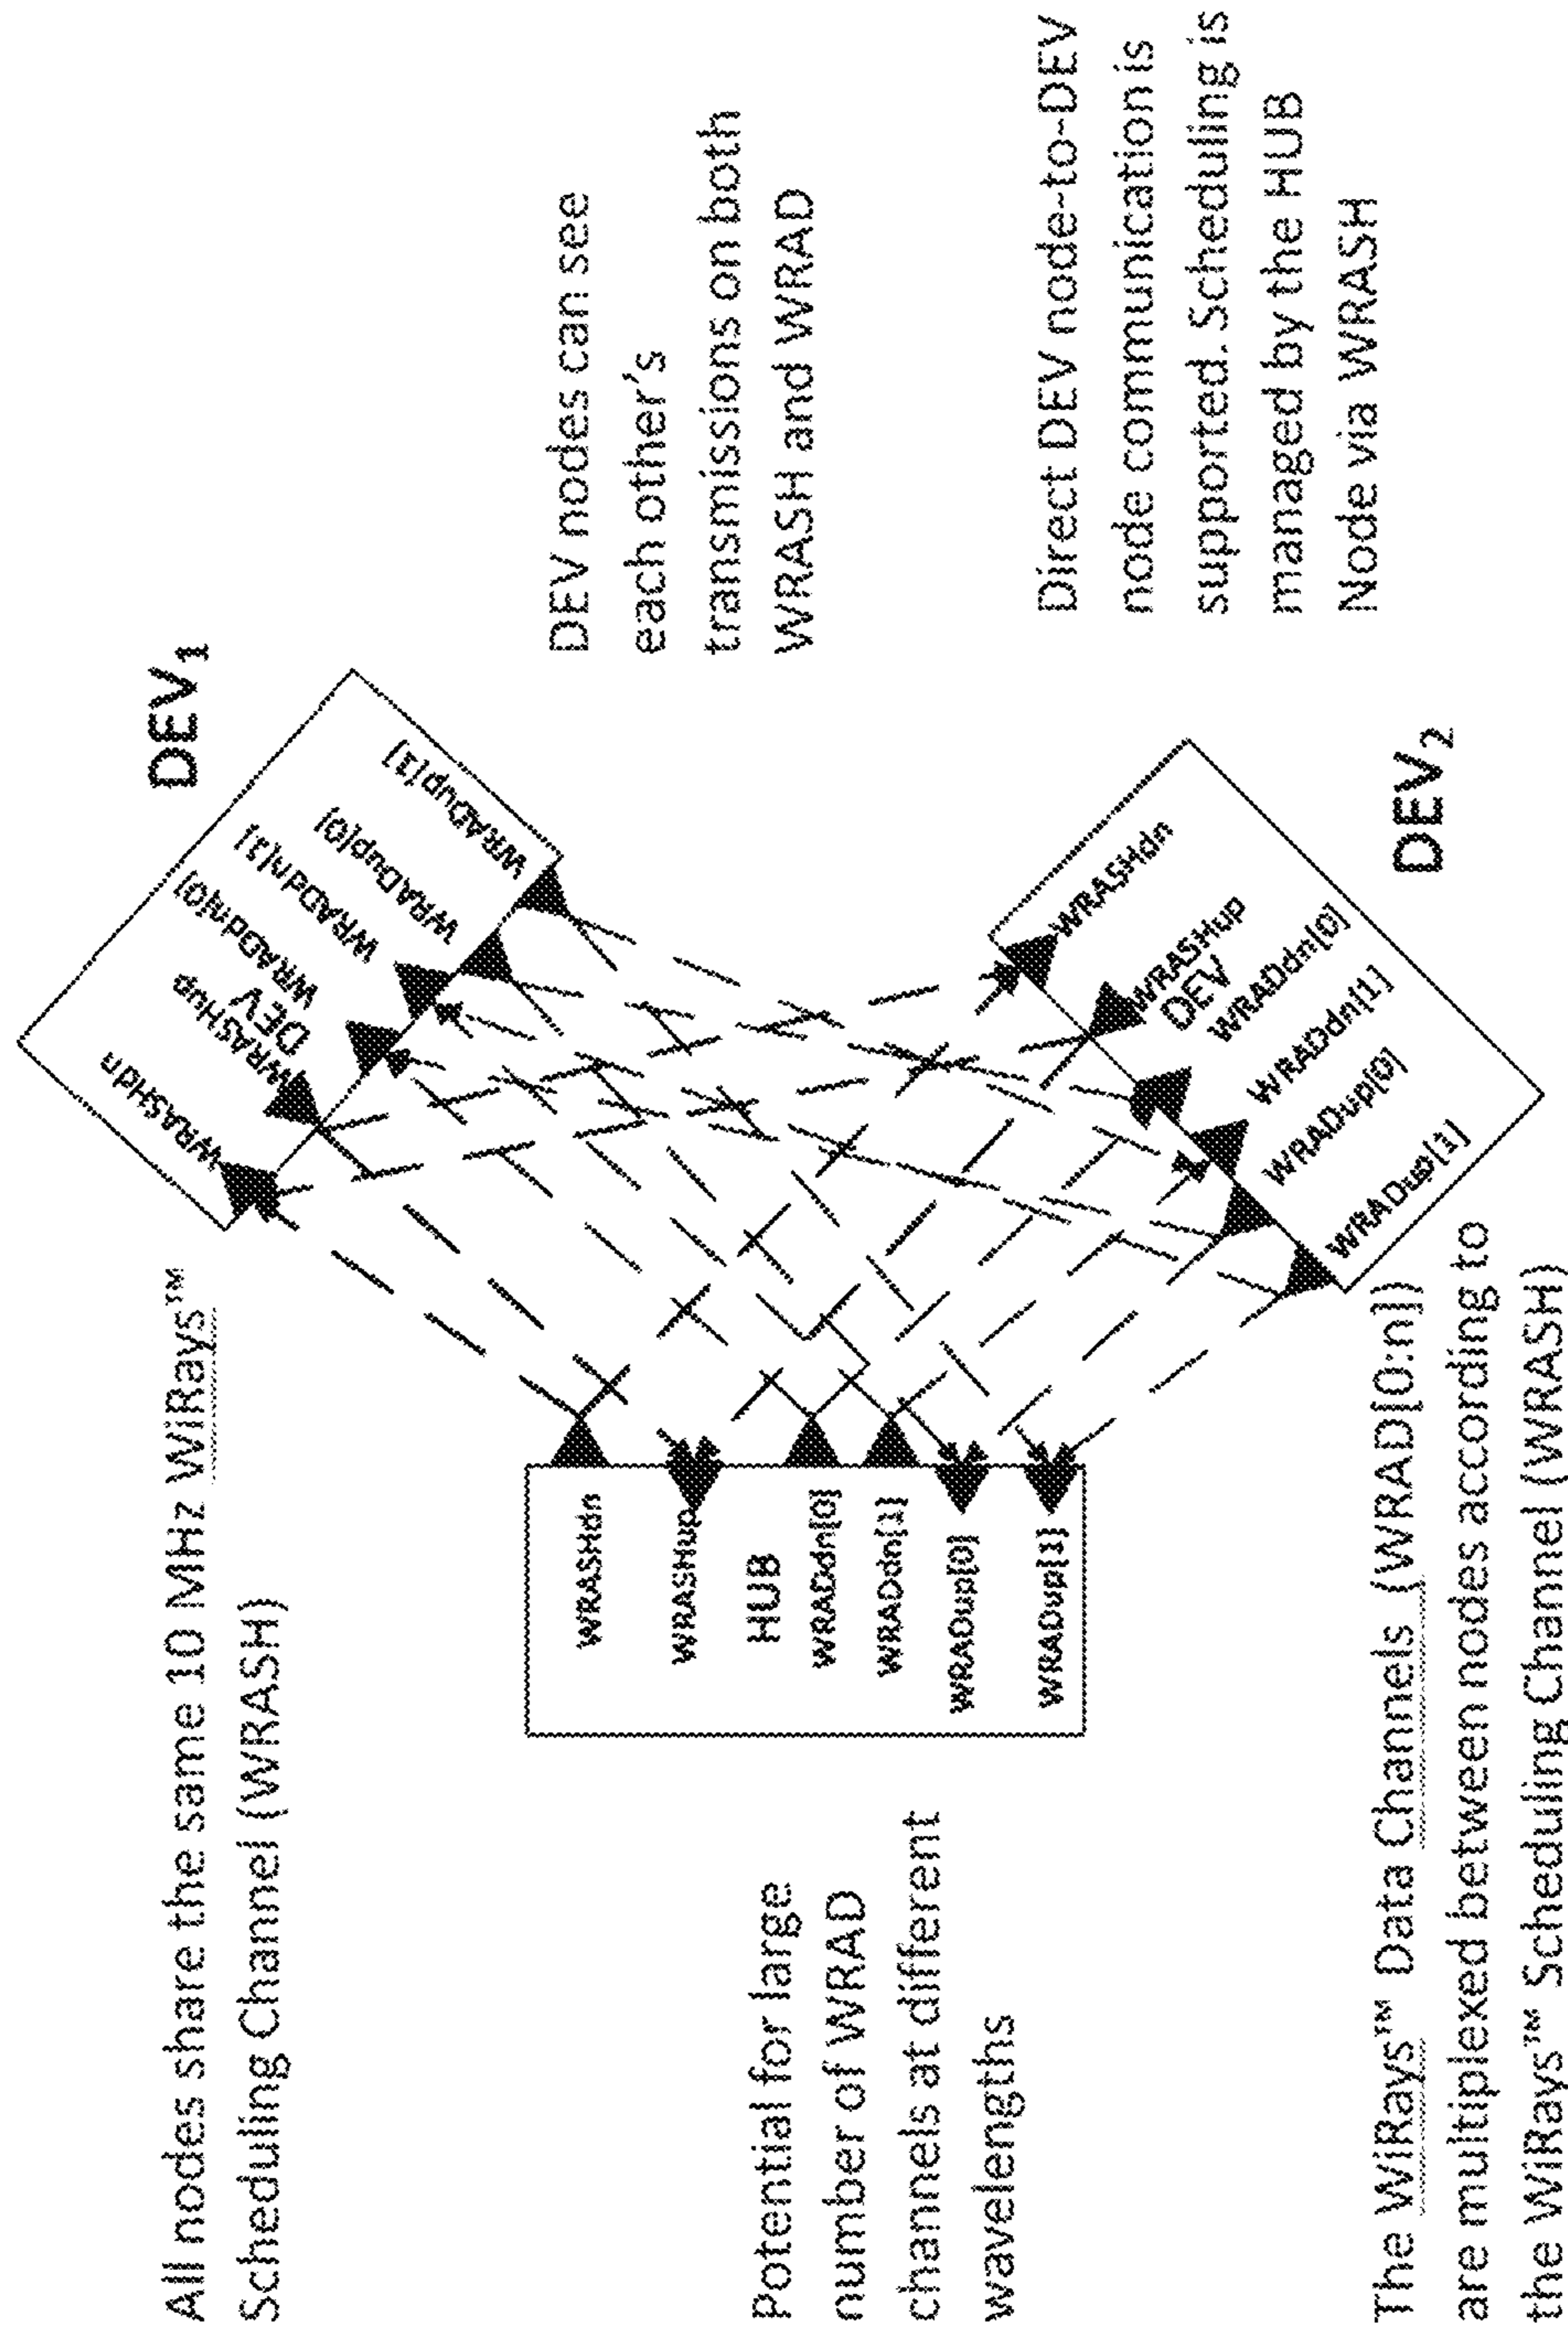 All nodes share the same 10 MHz WiRays™
Scheduling Channel (WRASH)
DEV1
WRASHdn
WRASHup
DEV
WRADdn[0]
WRADdn[1]
WRADup[0]
WRADup[1]
DEV nodes can see
each other's
transmissions on both
WRASH and WRAD
Potential for large
number of WRAD
channels at different
wavelengths
WRASHdn
WRASHup
HUB
WRADdn[0]
WRADdn[1]
WRADup[0]
WRADup[1]
WRASHdn
WRASHup
DEV
WRADdn[0]
WRADdn[1]
WRADup[0]
WRADup[1]
DEV2
Direct DEV node-to-DEV
node communication is
supported. Scheduling is
managed by the HUB
Node via WRASH
The WiRays™ Data Channels (WRAD[0:n])
are multiplexed between nodes according to
the WiRays™ Scheduling Channel (WRASH)